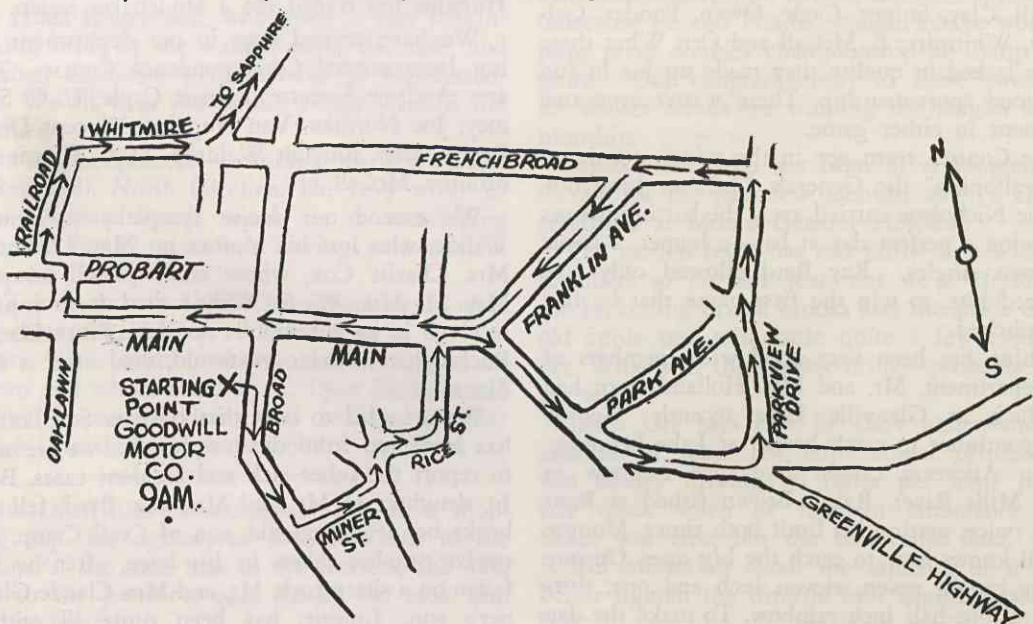 TO SAPPHIRE
WHITMIRE
FRENCHBROAD
RAILROAD
N
PROBART
FRANKLIN AVE.
S
MAIN
MAIN
PARK AVE.
PARKVIEW DRIVE
OAKLAWN
STARTING X
POINT
GOODWILL
MOTOR
CO.
9AM.
BROAD
RICE ST.
MINER ST.
GREENVILLE HIGHWAY